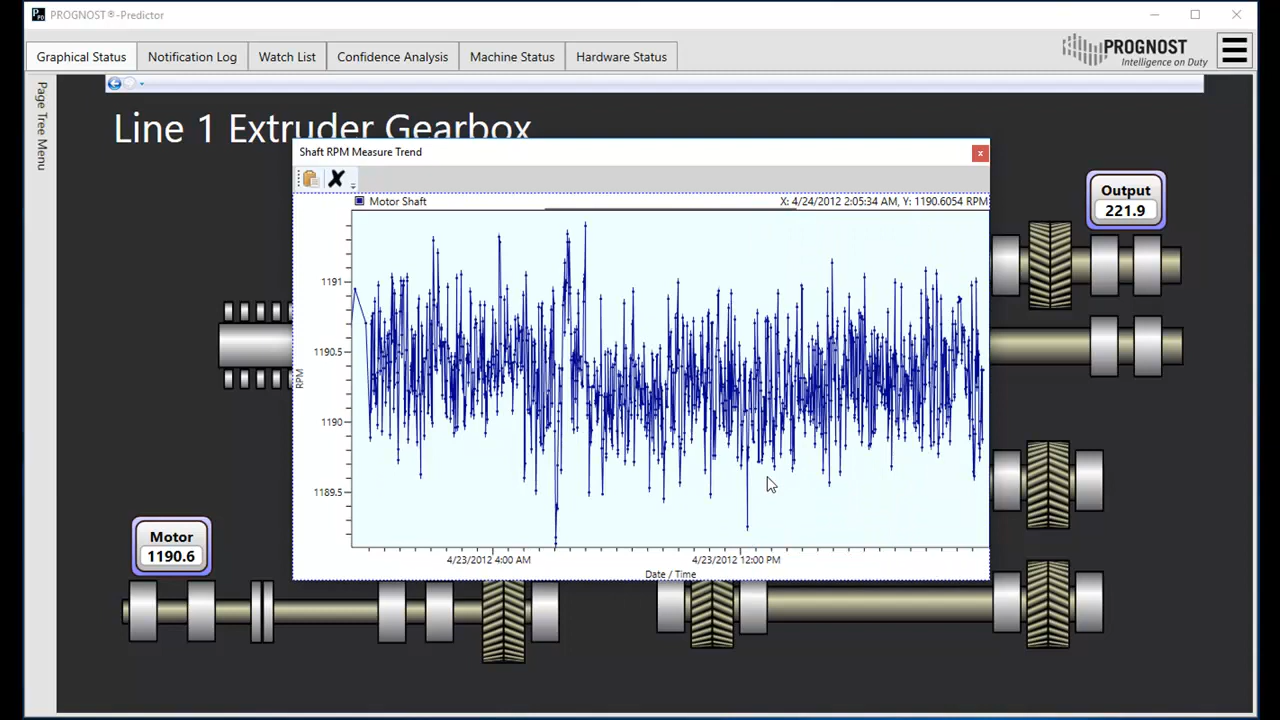 PROGNOST®-Predictor
Graphical Status
Notification Log
Watch List
Confidence Analysis
Machine Status
Hardware Status
PROGNOST
Intelligence on Duty
Page Tree Menu
Line 1 Extruder Gearbox
Shaft RPM Measure Trend
Motor Shaft
X: 4/24/2012 2:05:34 AM, Y: 1190.6054 RPM
1191
1190.5
1190
1189.5
RPM
4/23/2012 4:00 AM
4/23/2012 12:00 PM
Date / Time
Output
221.9
Motor
1190.6